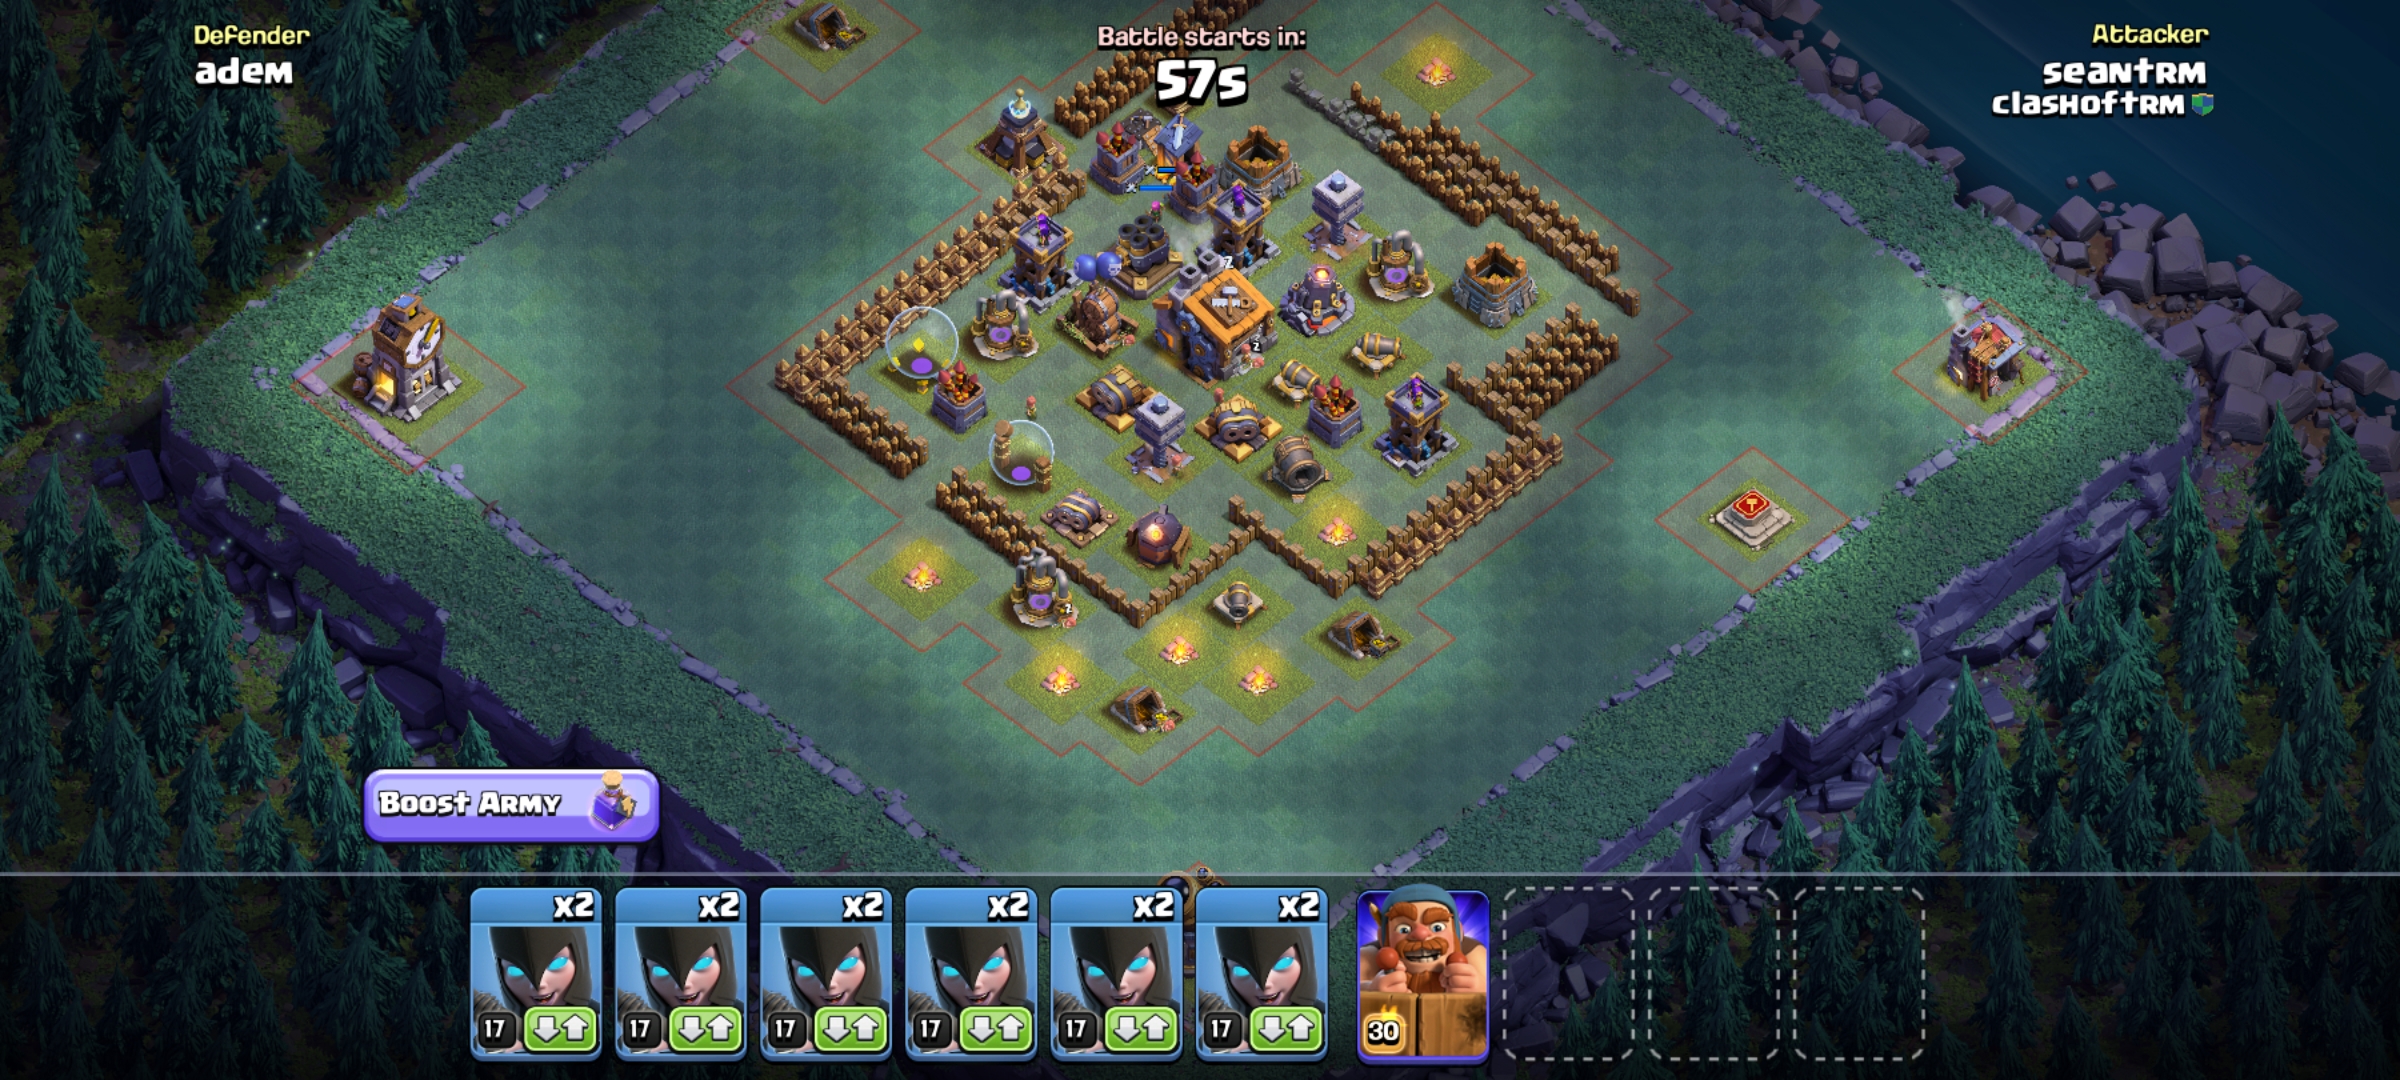 Defender
adem
Battle starts in:
57s
Attacker
seantRM
clashoftRM
Boost Army
x2
x2
x2
x2
x2
x2
17
17
17
17
17
17
30